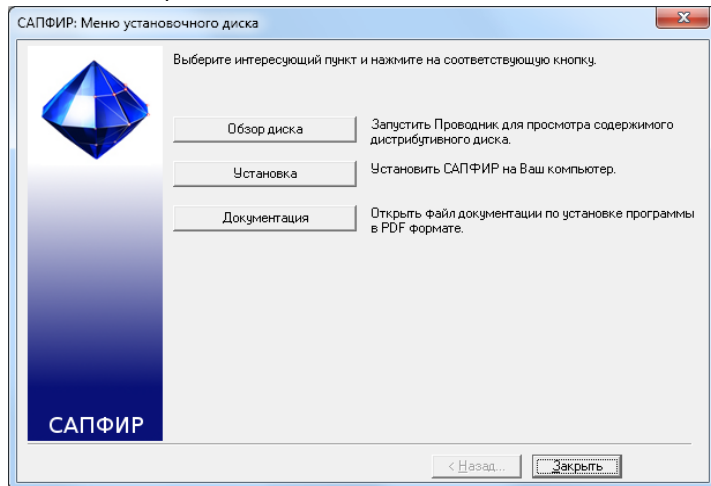 САПФИР: Меню установочного диска
Выберите интересующий пункт и нажмите на соответствующую кнопку.
Обзор диска
Запустить Проводник для просмотра содержимого
дистрибутивного диска.
Установка
Установить САПФИР на Ваш компьютер.
Документация
Открыть файл документации по установке программы
в PDF формате.
САПФИР
< Назад...
Закрыть